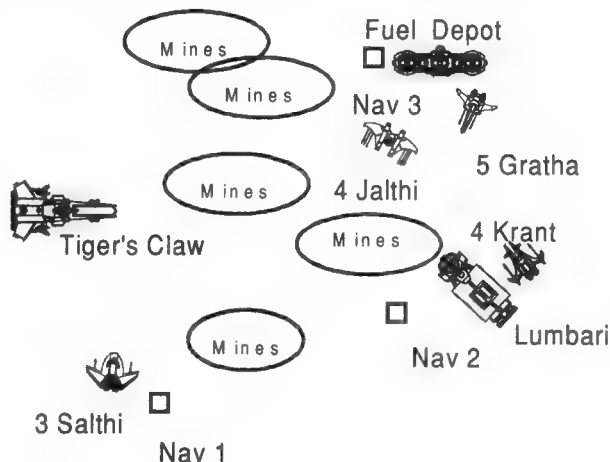 Fuel Depot
Mines
Mines
Nav 3
5 Gratha
Mines
4 Jalthi
4 Krant
Mines
Tiger's Claw
Lumbari
Mines
Nav 2
3 Salthi
Nav 1